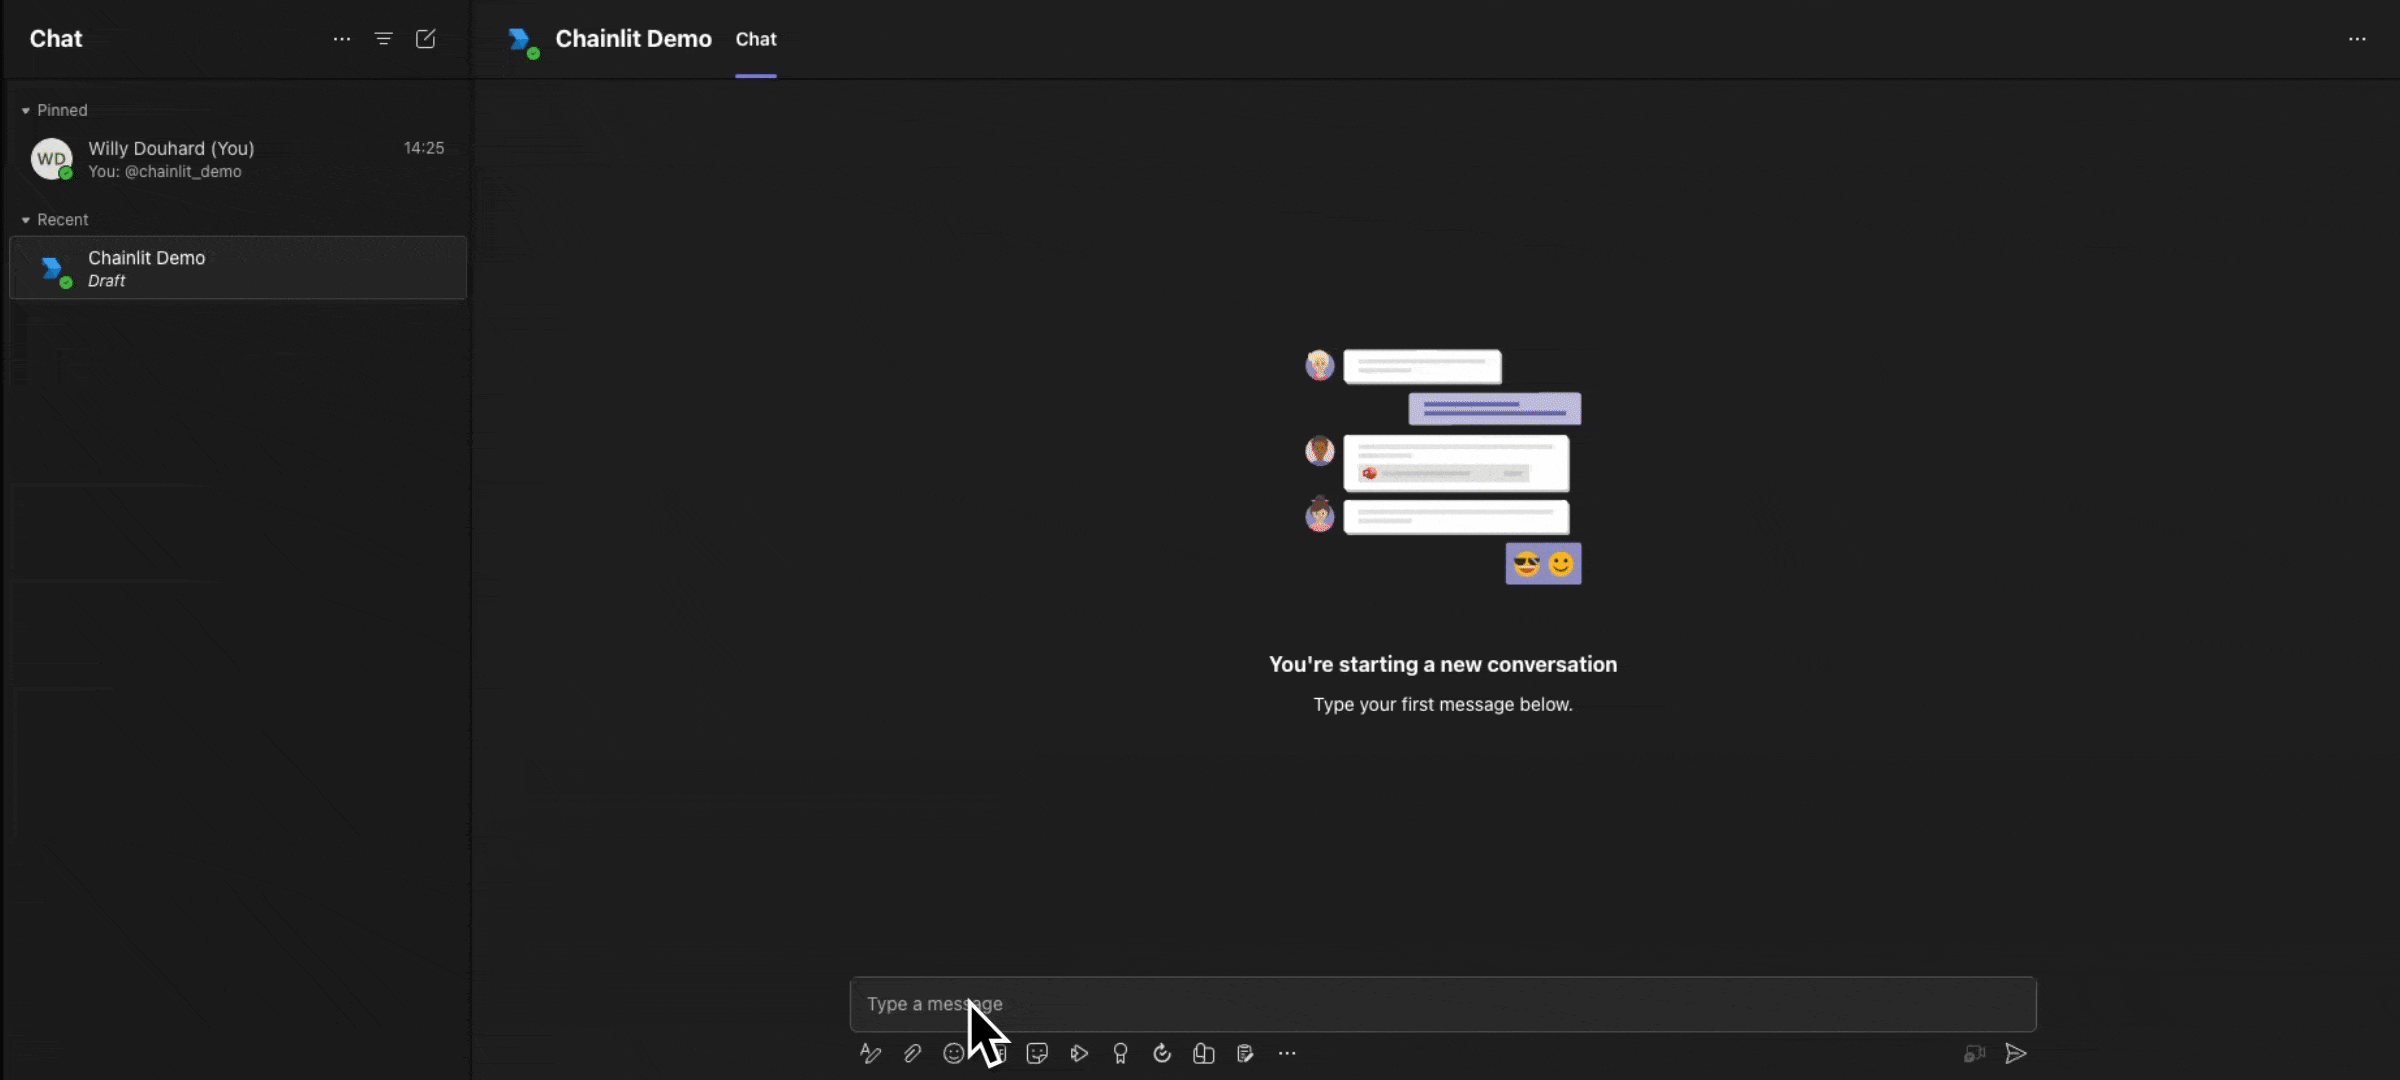 Chat
Chainlit Demo Chat
Pinned
WD
Willy Douhard (You) 14:25
You: @chainlit_demo
Recent
Chainlit Demo
Draft
You're starting a new conversation
Type your first message below.
Type a message